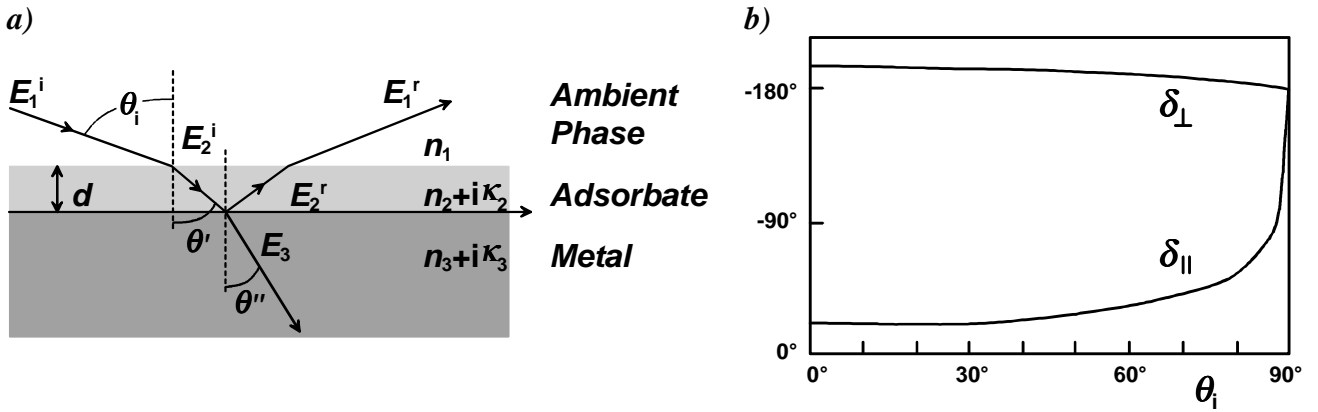 a)
E₁ⁱ
θᵢ
E₂ⁱ
E₁ʳ
Ambient
Phase
n₁
d
E₂ʳ
n₂+iκ₂
Adsorbate
θ'
E₃
n₃+iκ₃
Metal
θ"
b)
-180°
δ⊥
-90°
δ||
0°
0°
30°
60°
90°
θᵢ